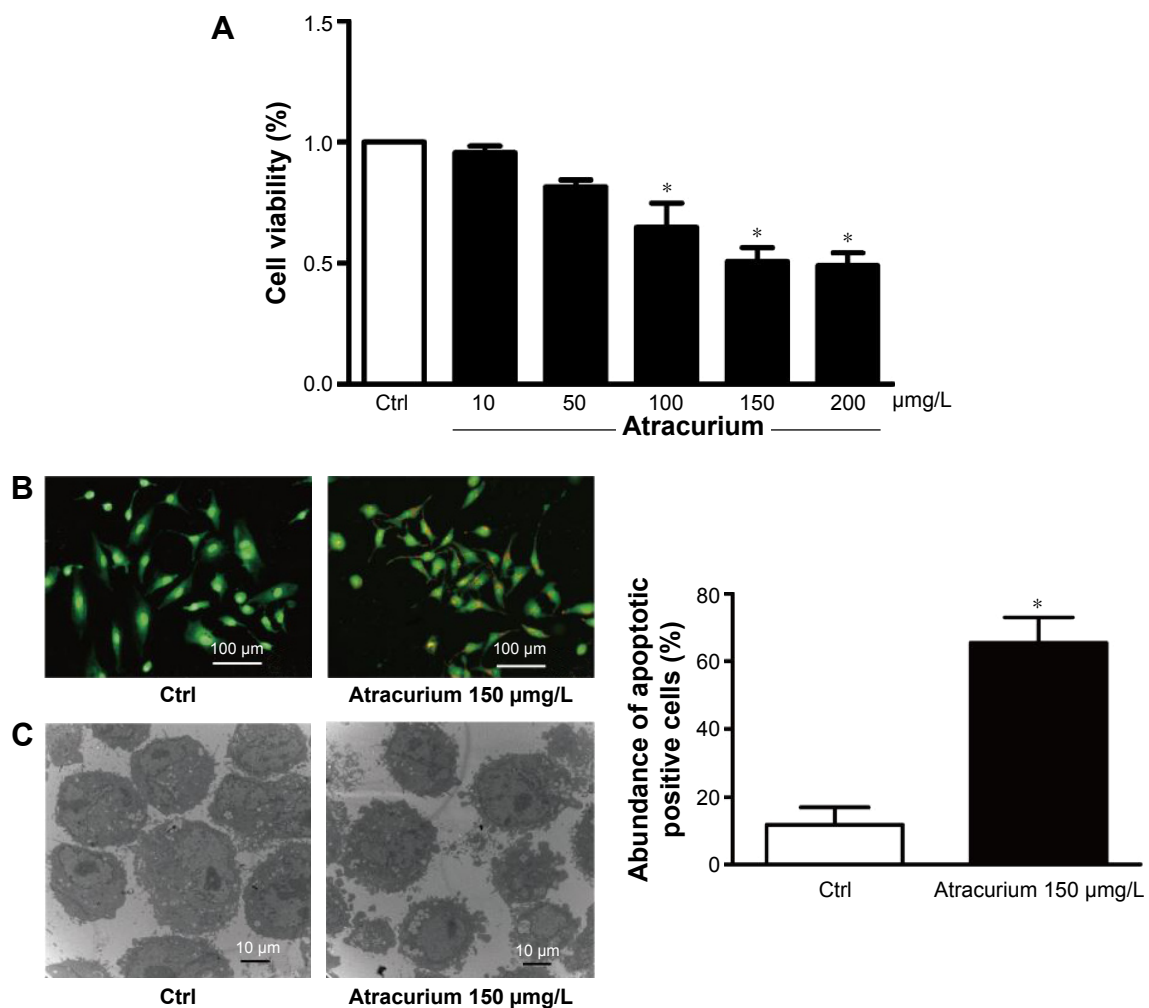 A
Cell viability (%)
1.5
1.0
0.5
0.0
Ctrl 10 50 100 150 200 µmg/L
Atracurium
* * *
B
100 µm 100 µm
Ctrl Atracurium 150 µmg/L
C
10 µm 10 µm
Ctrl Atracurium 150 µmg/L
Abundance of apoptotic
positive cells (%)
80
60
40
20
0
*
Ctrl Atracurium 150 µmg/L